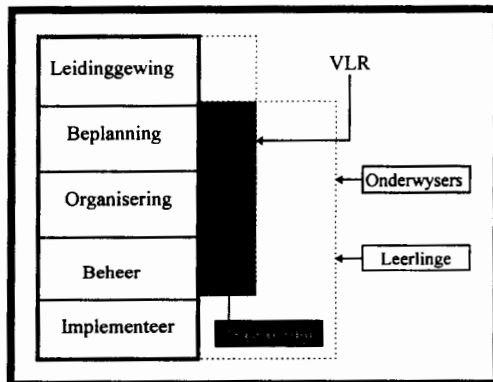 Leidinggewing
VLR
Beplanning
Onderwysers
Organisering
Leerlinge
Beheer
Implementeer